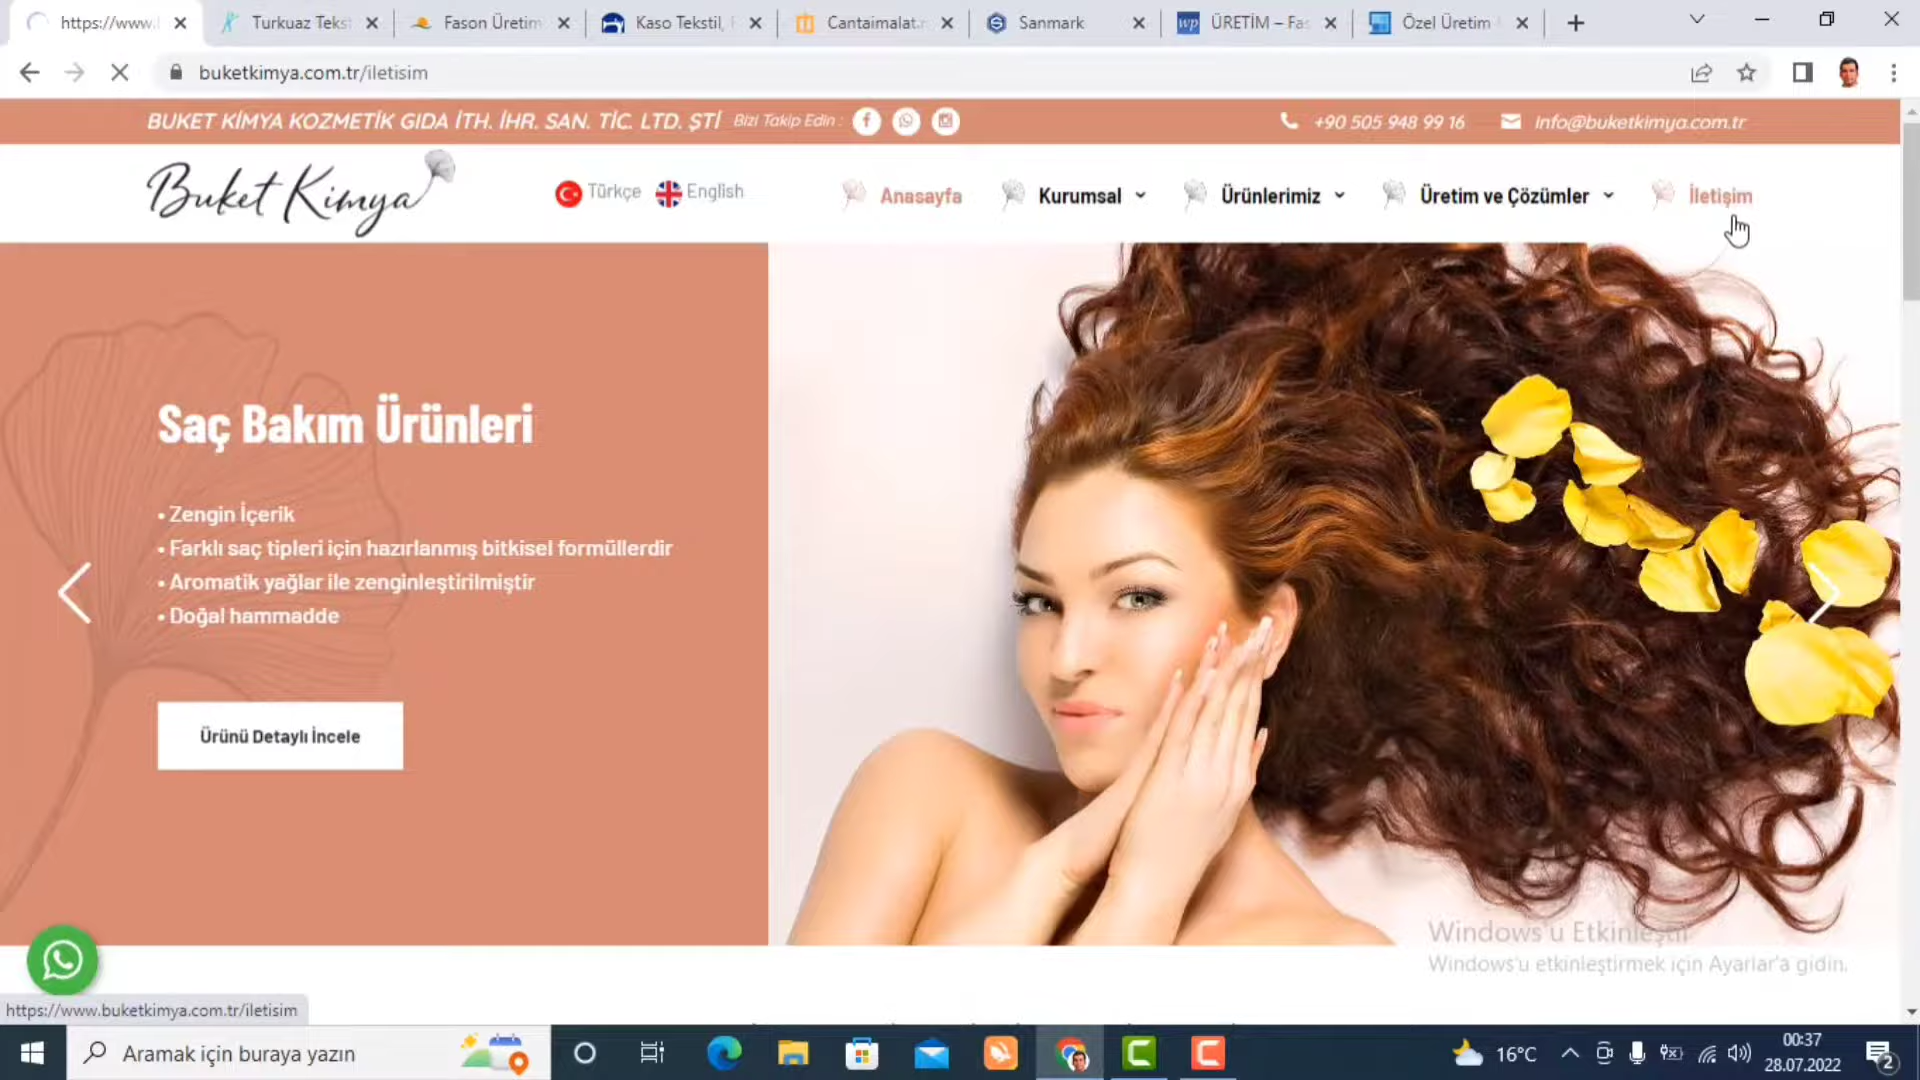 https://www.
Turkuaz Tekst
Fason Üretim
Kaso Tekstil,
Cantaimalat.
Sanmark
wp
ÜRETİM – Fas
Özel Üretim
buketkimya.com.tr/iletisim
BUKET KİMYA KOZMETİK GIDA İTH. İHR. SAN. TİC. LTD. ŞTİ
Bizi Takip Edin :
+90 505 948 99 16
info@buketkimya.com.tr
Buket Kimya
Türkçe
English
Anasayfa
Kurumsal
Ürünlerimiz
Üretim ve Çözümler
İletişim
Saç Bakım Ürünleri
• Zengin İçerik
• Farklı saç tipleri için hazırlanmış bitkisel formüllerdir
• Aromatik yağlar ile zenginleştirilmiştir
• Doğal hammadde
Ürünü Detaylı İncele
Windows'u Etkinleştir
Windows'u etkinleştirmek için Ayarlar'a gidin.
https://www.buketkimya.com.tr/iletisim
Aramak için buraya yazın
16°C
00:37
28.07.2022
2